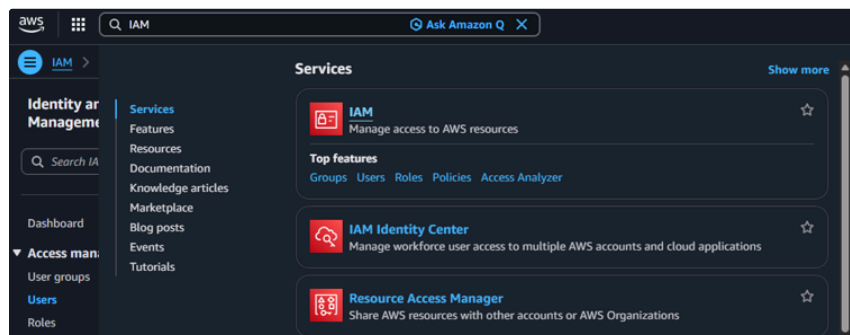 aws
IAM
Ask Amazon Q
IAM >
Identity ar
Manageme
Search IA
Dashboard
Access mana
User groups
Users
Roles
Services
Features
Resources
Documentation
Knowledge articles
Marketplace
Blog posts
Events
Tutorials
Services
Show more
IAM
Manage access to AWS resources
Top features
Groups Users Roles Policies Access Analyzer
IAM Identity Center
Manage workforce user access to multiple AWS accounts and cloud applications
Resource Access Manager
Share AWS resources with other accounts or AWS Organizations